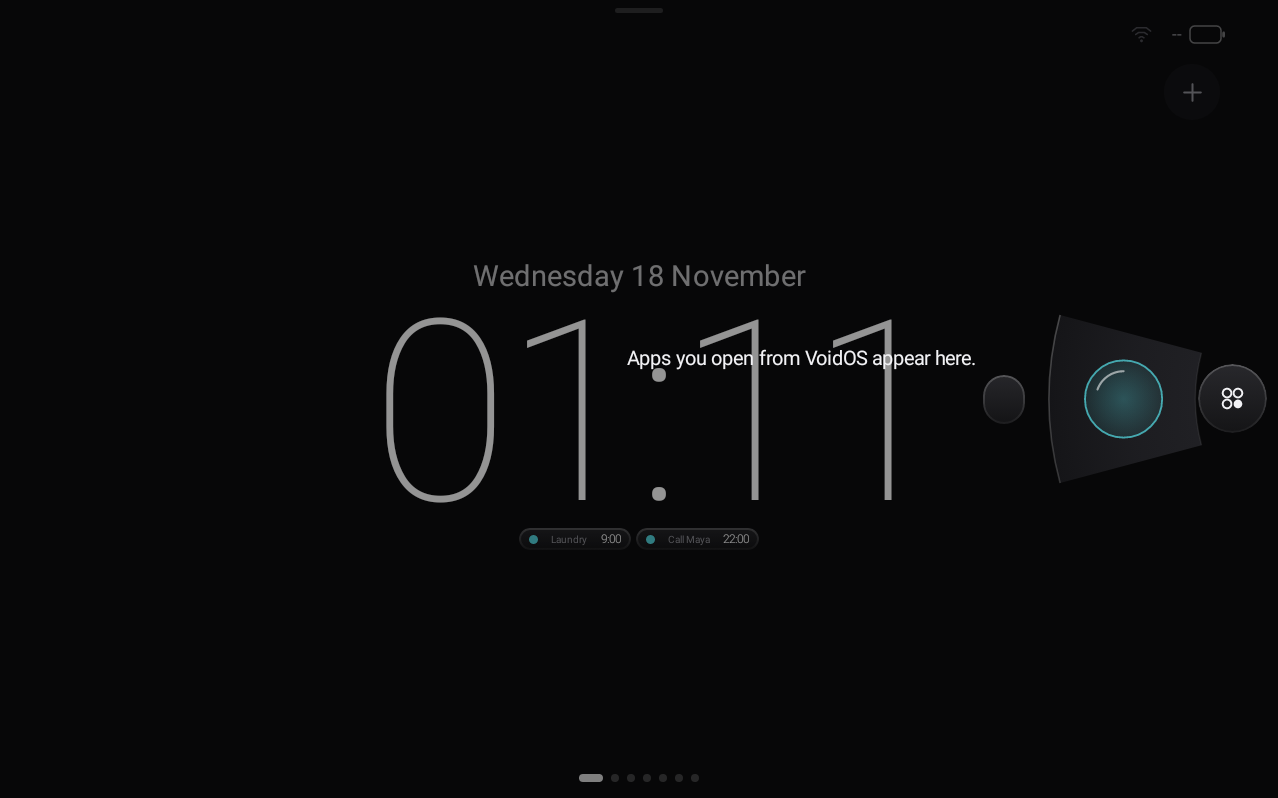 --
Wednesday 18 November
01:11
Apps you open from VoidOS appear here.
Laundry 9:00
Call Maya 22:00